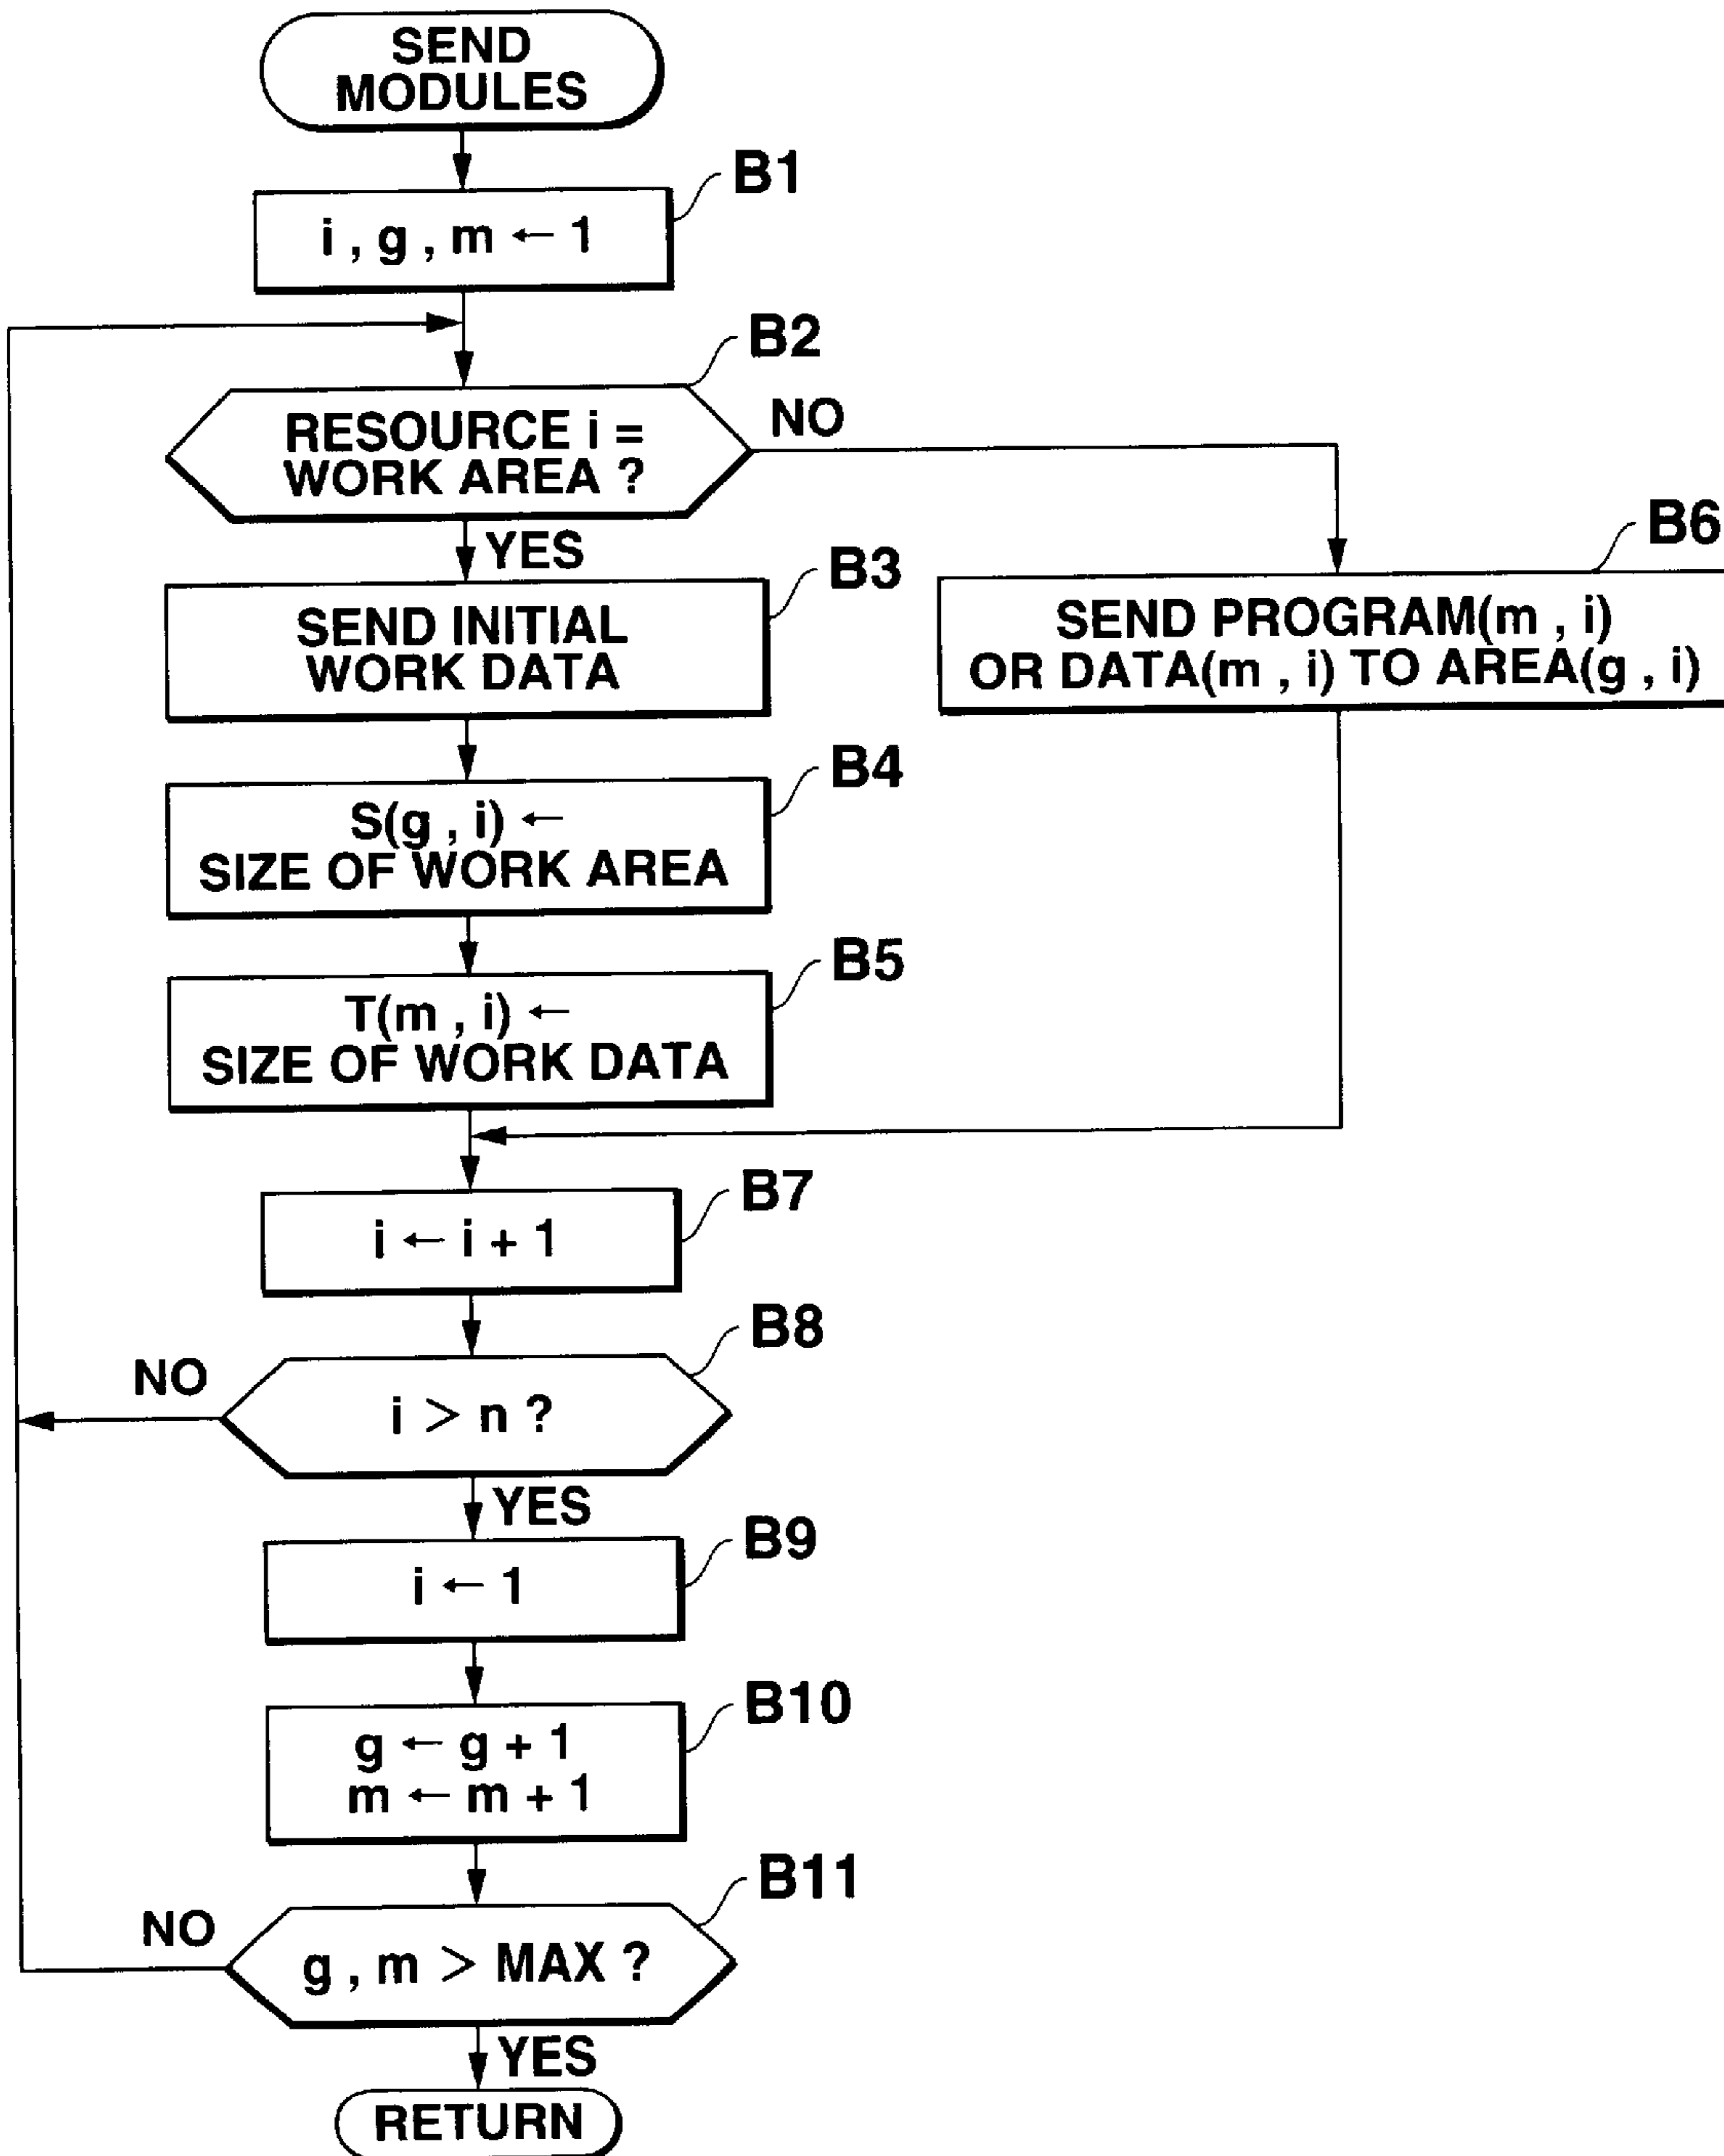 SEND
MODULES
B1
i , g , m ← 1
B2
RESOURCE i =
WORK AREA ?
NO
YES
B3
SEND INITIAL
WORK DATA
B6
SEND PROGRAM(m , i)
OR DATA(m , i) TO AREA(g , i)
B4
S(g , i) ←
SIZE OF WORK AREA
B5
T(m , i) ←
SIZE OF WORK DATA
B7
i ← i + 1
B8
NO
i > n ?
YES
B9
i ← 1
B10
g ← g + 1
m ← m + 1
B11
NO
g , m > MAX ?
YES
RETURN